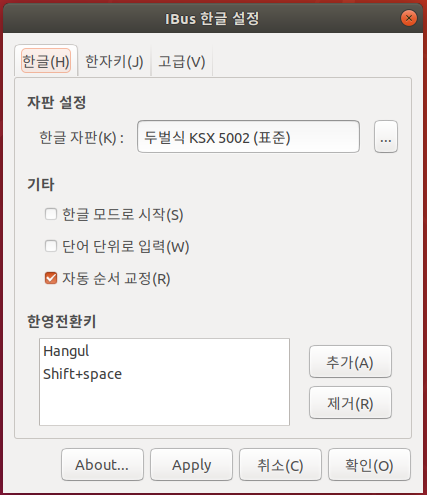 IBus 한글 설정
한글(H) 한자키(J) 고급(V)
자판 설정
한글 자판(K) : 두벌식 KSX 5002 (표준) ...
기타
한글 모드로 시작(S)
단어 단위로 입력(W)
자동 순서 교정(R)
한영전환키
Hangul
Shift+space
추가(A)
제거(R)
About... Apply 취소(C) 확인(O)